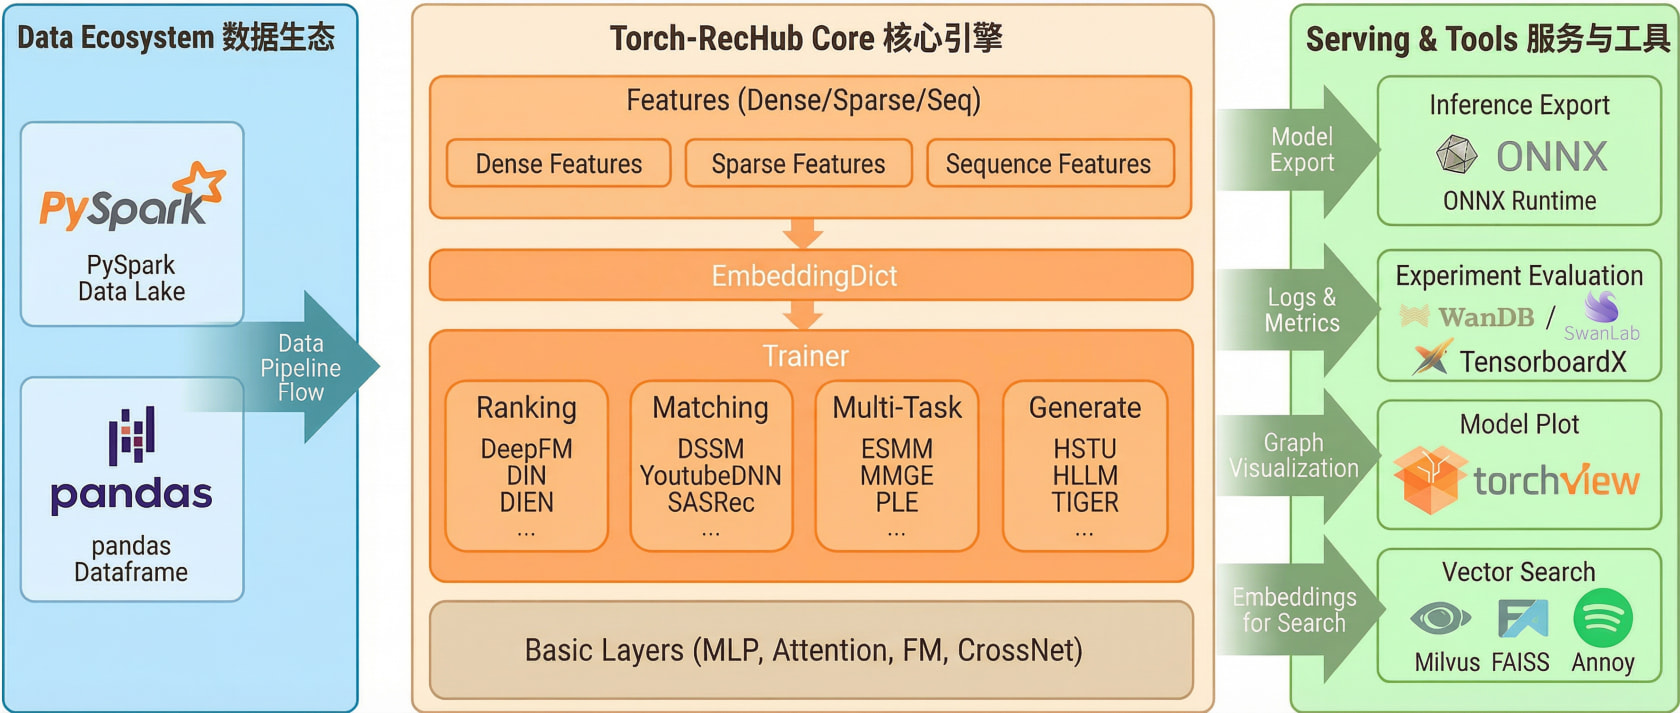 Data Ecosystem 数据生态
PySpark
PySpark
Data Lake
pandas
pandas
Dataframe
Data
Pipeline
Flow
Torch-RecHub Core 核心引擎
Features (Dense/Sparse/Seq)
Dense Features
Sparse Features
Sequence Features
EmbeddingDict
Trainer
Ranking
DeepFM
DIN
DIEN
...
Matching
DSSM
YoutubeDNN
SASRec
...
Multi-Task
ESMM
MMGE
PLE
...
Generate
HSTU
HLLM
TIGER
...
Basic Layers (MLP, Attention, FM, CrossNet)
Model
Export
Logs &
Metrics
Graph
Visualization
Embeddings
for Search
Serving & Tools 服务与工具
Inference Export
ONNX
ONNX Runtime
Experiment Evaluation
WanDB / SwanLab
TensorboardX
Model Plot
torchview
Vector Search
Milvus FAISS Annoy